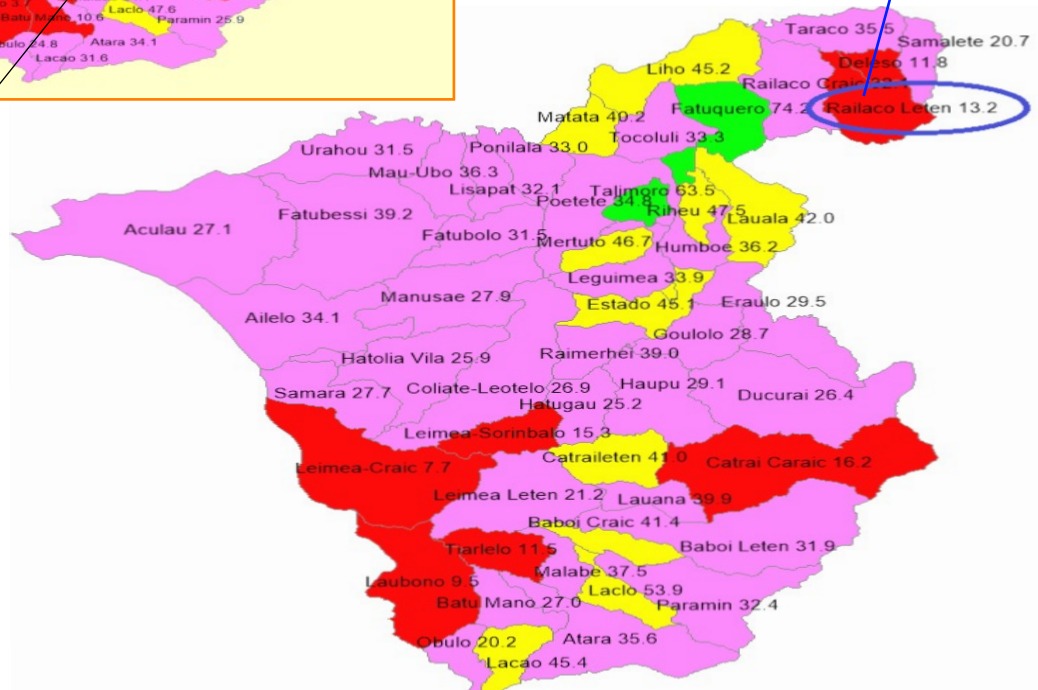 Laclo 47.6
Batu Mano 10.6
Paramin 25.9
Atara 34.1
Lacao 31.6
Taraco 35.5
Samalete 20.7
Liho 45.2
Deleso 11.8
Railaco Craic
Fatuquero 74.2
Railaco Leten 13.2
Matata 40.2
Tocoluli 33.3
Urahou 31.5
Ponilala 33.0
Mau-Ubo 36.3
Lisapat 32.1
Talimoro 63.5
Poetete 34.8
Riheu 47.5
Fatubessi 39.2
Lauala 42.0
Aculau 27.1
Fatubolo 31.5
Mertuto 46.7
Humboe 36.2
Leguimea 33.9
Manusae 27.9
Estado 45.1
Eraulo 29.5
Ailelo 34.1
Goulolo 28.7
Hatolia Vila 25.9
Raimerhei 39.0
Samara 27.7
Coliate-Leotelo 26.9
Haupu 29.1
Ducurai 26.4
Hatugau 25.2
Leimea-Sorinbalo 15.3
Catraileten 41.0
Catrai Caraic 16.2
Leimea-Craic 7.7
Leimea Leten 21.2
Lauana 39.9
Baboi Craic 41.4
Tiarlelo 11.5
Baboi Leten 31.9
Malabe 37.5
Laubono 9.5
Laclo 53.9
Batu Mano 27.0
Paramin 32.4
Obulo 20.2
Atara 35.6
Lacao 45.4